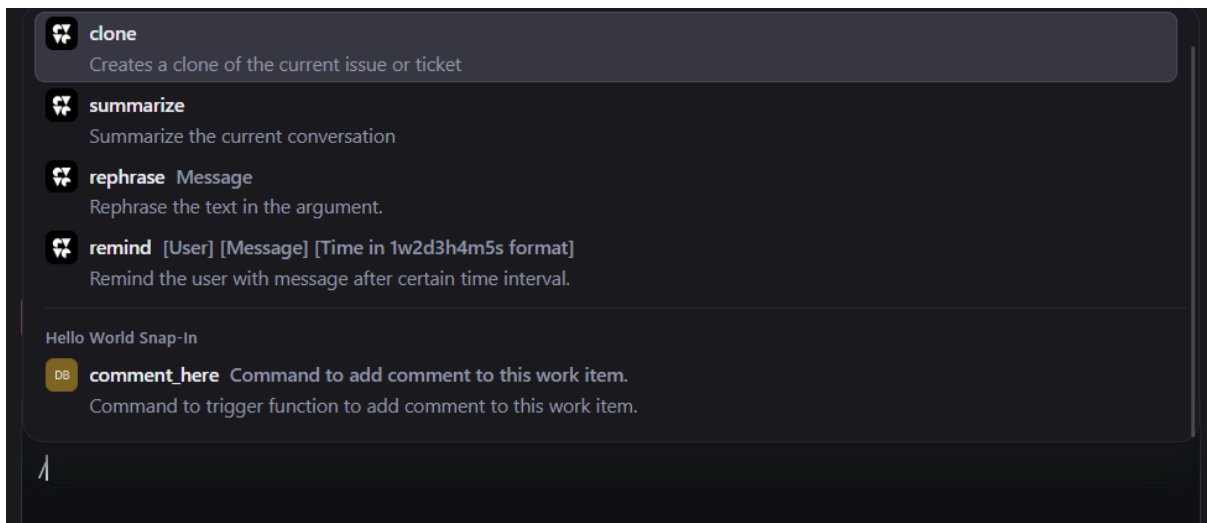 clone
Creates a clone of the current issue or ticket
summarize
Summarize the current conversation
rephrase Message
Rephrase the text in the argument.
remind [User] [Message] [Time in 1w2d3h4m5s format]
Remind the user with message after certain time interval.
Hello World Snap-In
DB comment_here Command to add comment to this work item.
Command to trigger function to add comment to this work item.
/